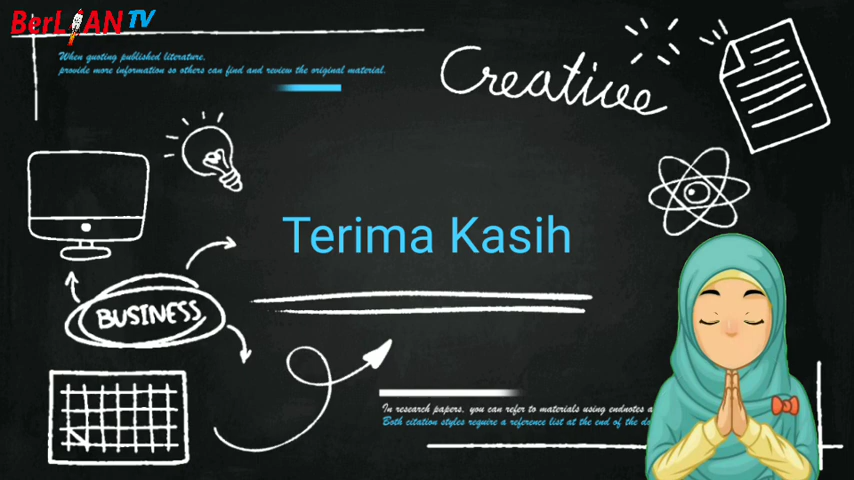 BerLiAN TV
When quoting published literature,
provide more information so others can find and review the original material.
Creative
Terima Kasih
BUSINESS
In research papers, you can refer to materials using endnotes
Both citation styles require a reference list at the end of the